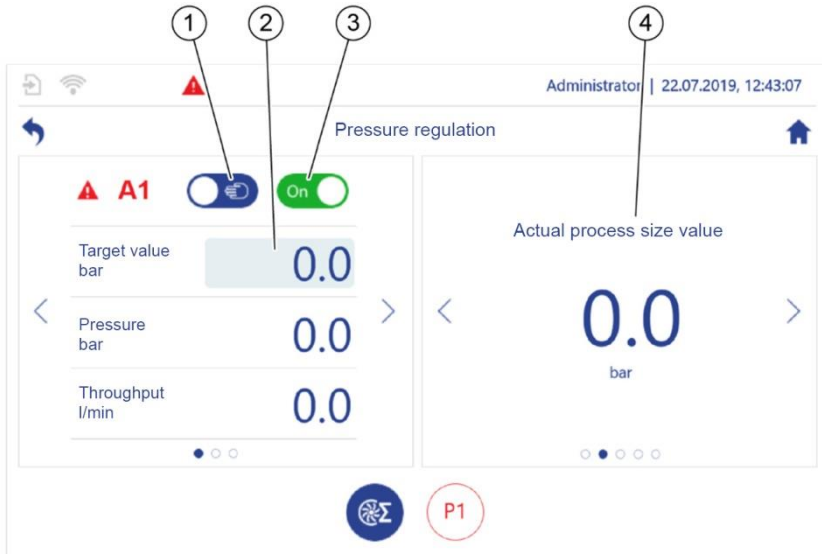 1 2 3 4
Administrator | 22.07.2019, 12:43:07
Pressure regulation
A1 On
Target value
bar
0.0
Pressure
bar
0.0
Throughput
l/min
0.0
Actual process size value
0.0
bar
Σ P1